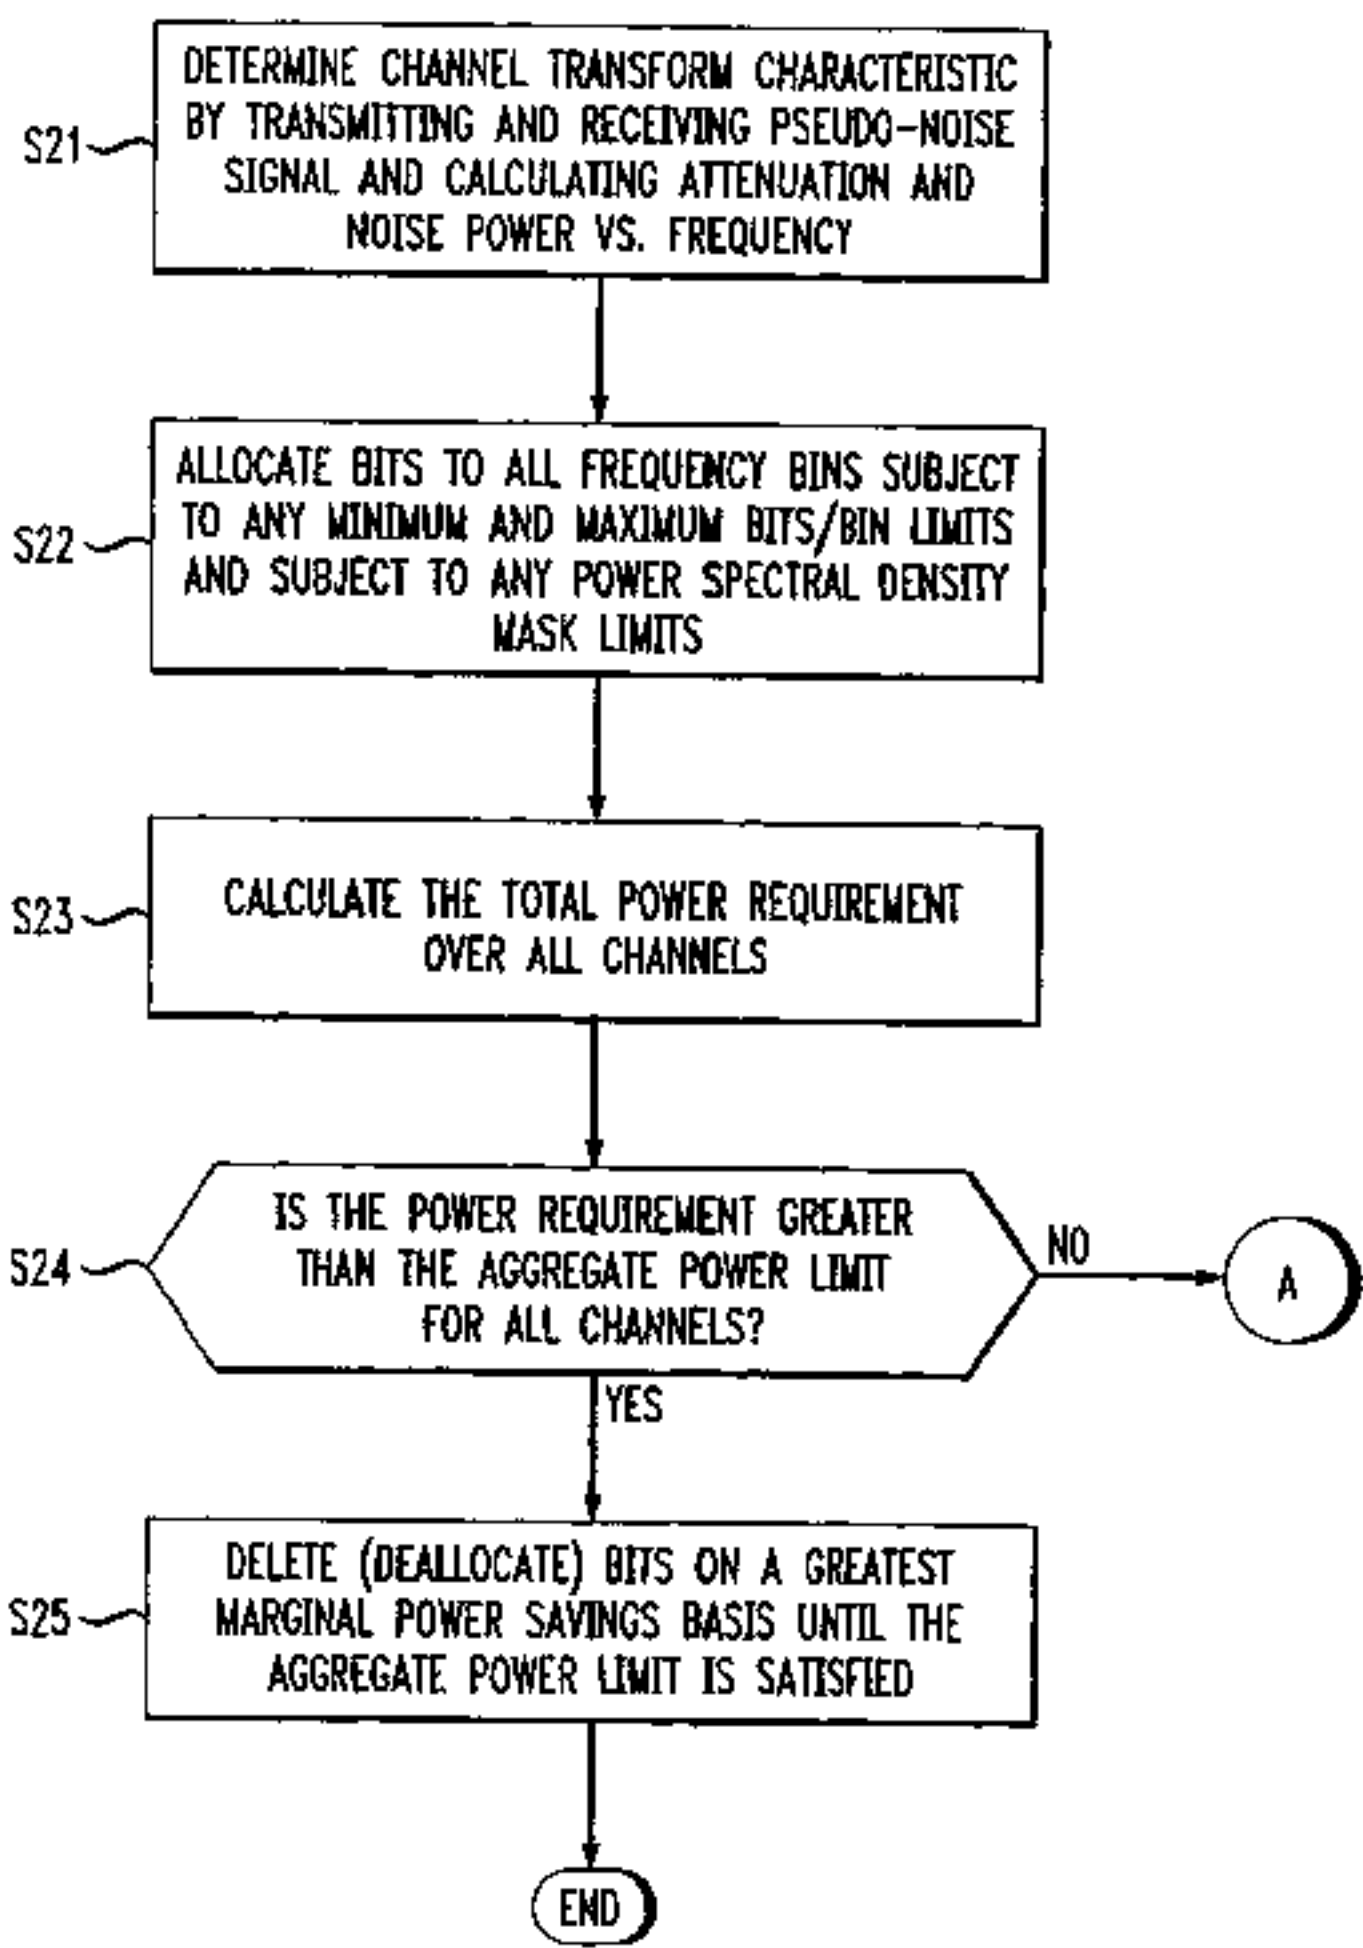 DETERMINE CHANNEL TRANSFORM CHARACTERISTIC
BY TRANSMITTING AND RECEIVING PSEUDO-NOISE
SIGNAL AND CALCULATING ATTENUATION AND
NOISE POWER VS. FREQUENCY
S21
ALLOCATE BITS TO ALL FREQUENCY BINS SUBJECT
TO ANY MINIMUM AND MAXIMUM BITS/BIN LIMITS
AND SUBJECT TO ANY POWER SPECTRAL DENSITY
MASK LIMITS
S22
CALCULATE THE TOTAL POWER REQUIREMENT
OVER ALL CHANNELS
S23
IS THE POWER REQUIREMENT GREATER
THAN THE AGGREGATE POWER LIMIT
FOR ALL CHANNELS?
S24
NO
A
YES
DELETE (DEALLOCATE) BITS ON A GREATEST
MARGINAL POWER SAVINGS BASIS UNTIL THE
AGGREGATE POWER LIMIT IS SATISFIED
S25
END